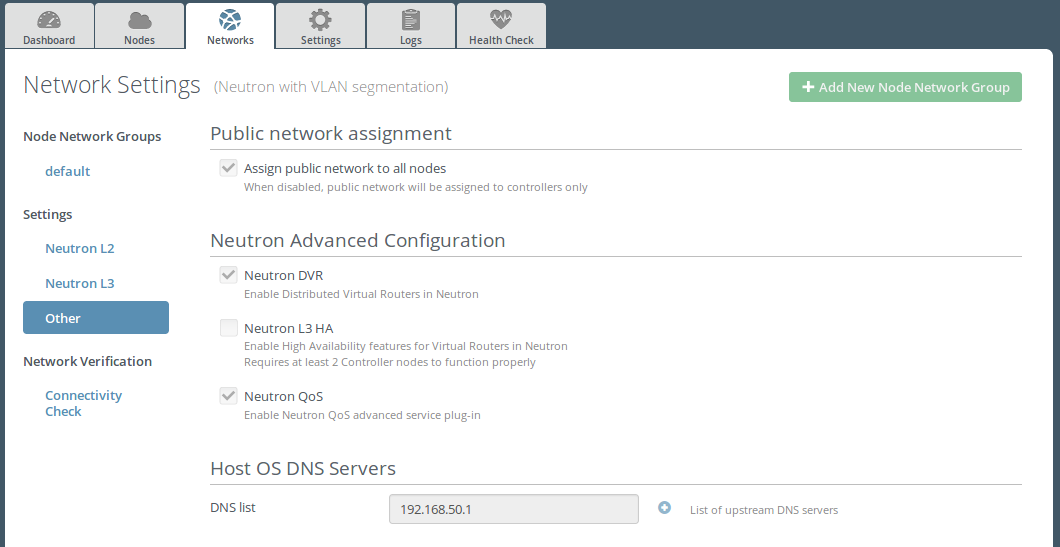 Dashboard
Nodes
Networks
Settings
Logs
Health Check
Network Settings (Neutron with VLAN segmentation)
Add New Node Network Group
Node Network Groups
default
Settings
Neutron L2
Neutron L3
Other
Network Verification
Connectivity
Check
Public network assignment
Assign public network to all nodes
When disabled, public network will be assigned to controllers only
Neutron Advanced Configuration
Neutron DVR
Enable Distributed Virtual Routers in Neutron
Neutron L3 HA
Enable High Availability features for Virtual Routers in Neutron
Requires at least 2 Controller nodes to function properly
Neutron QoS
Enable Neutron QoS advanced service plug-in
Host OS DNS Servers
DNS list
192.168.50.1
List of upstream DNS servers